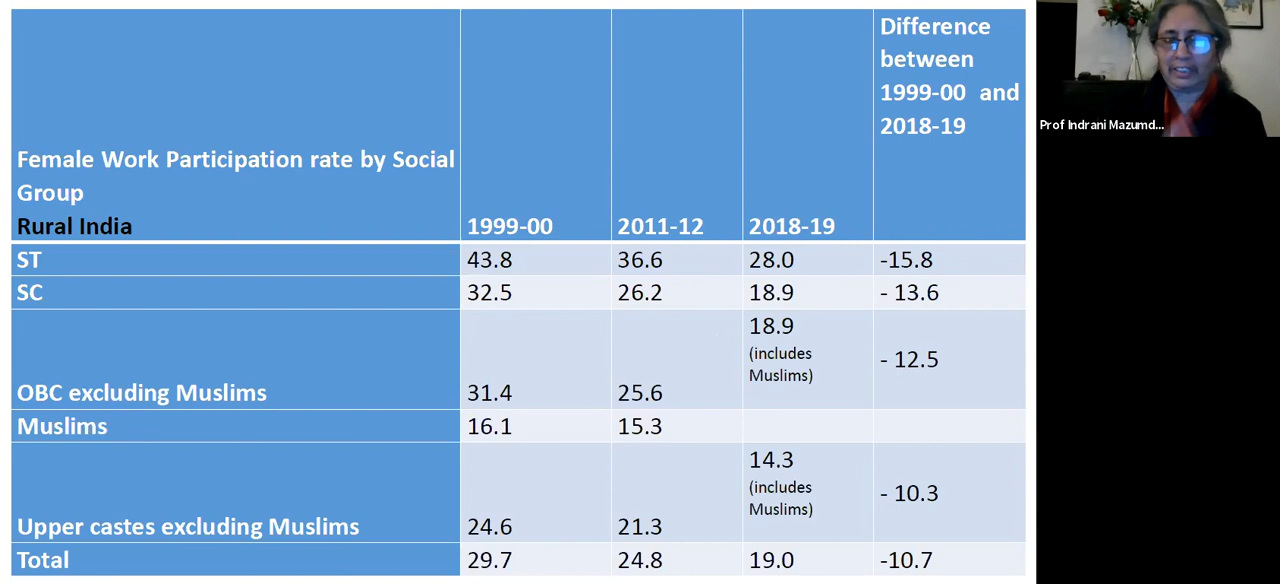 Female Work Participation rate by Social
Group
Rural India
1999-00
2011-12
2018-19
Difference
between
1999-00 and
2018-19
ST 43.8 36.6 28.0 -15.8
SC 32.5 26.2 18.9 - 13.6
OBC excluding Muslims 31.4 25.6
18.9
(includes
Muslims)
- 12.5
Muslims 16.1 15.3
Upper castes excluding Muslims 24.6 21.3
14.3
(includes
Muslims)
- 10.3
Total 29.7 24.8 19.0 -10.7
Prof Indrani Mazumd...